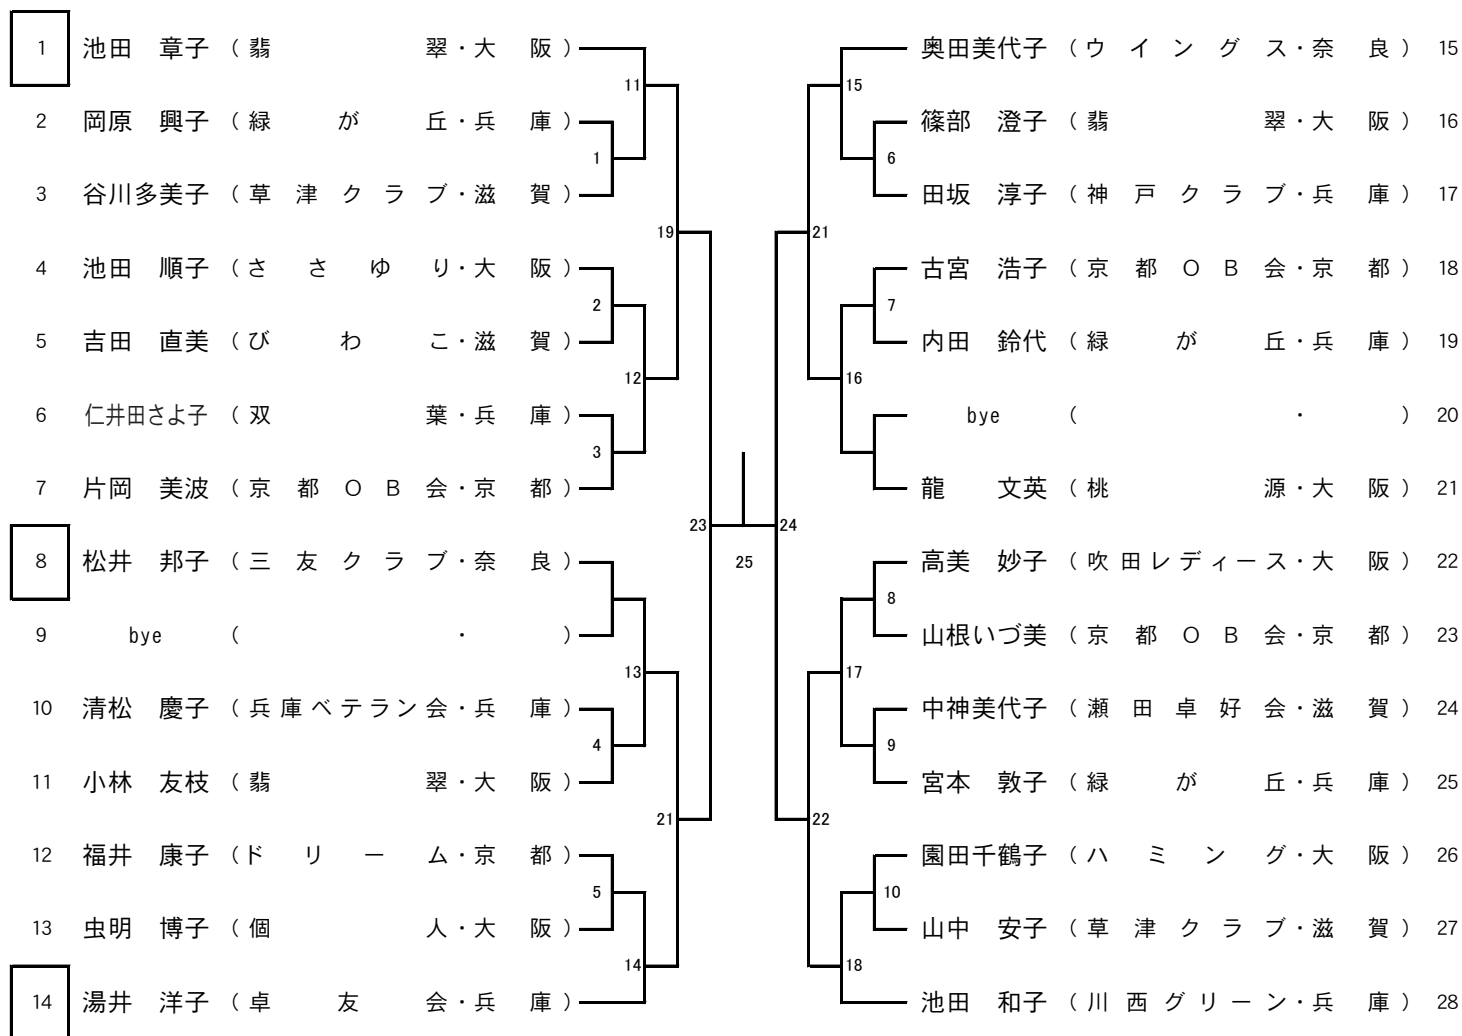 1 池田 章子 (翡翠・大阪)
11
2 岡原 興子 (緑が丘・兵庫)
1
3 谷川多美子 (草津クラブ・滋賀)
19
4 池田 順子 (ささゆり・大阪)
2
5 吉田 直美 (びわこ・滋賀)
12
6 仁井田さよ子 (双葉・兵庫)
3
7 片岡 美波 (京都OB会・京都)
23
8 松井 邦子 (三友クラブ・奈良)
9 bye ( ・ )
13
10 清松 慶子 (兵庫ベテラン会・兵庫)
4
11 小林 友枝 (翡翠・大阪)
21
12 福井 康子 (ドリーム・京都)
5
13 虫明 博子 (個人・大阪)
14
14 湯井 洋子 (卓友会・兵庫)
25
奥田美代子 (ウイングス・奈良) 15
15
篠部 澄子 (翡翠・大阪) 16
6
田坂 淳子 (神戸クラブ・兵庫) 17
21
古宮 浩子 (京都OB会・京都) 18
7
内田 鈴代 (緑が丘・兵庫) 19
16
bye ( ・ ) 20
龍 文英 (桃源・大阪) 21
24
高美 妙子 (吹田レディース・大阪) 22
8
山根いづ美 (京都OB会・京都) 23
17
中神美代子 (瀬田卓好会・滋賀) 24
9
宮本 敦子 (緑が丘・兵庫) 25
22
園田千鶴子 (ハミング・大阪) 26
10
山中 安子 (草津クラブ・滋賀) 27
18
池田 和子 (川西グリーン・兵庫) 28